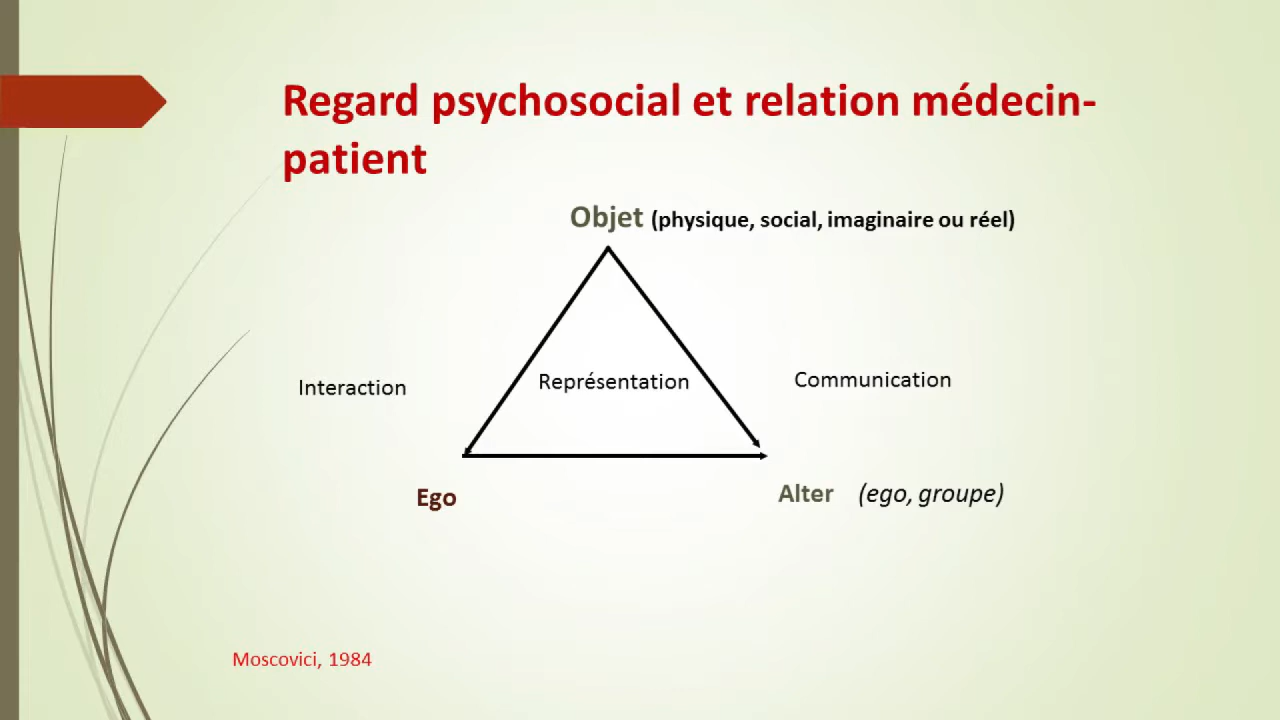 Regard psychosocial et relation médecin-
patient
Objet (physique, social, imaginaire ou réel)
Interaction
Représentation
Communication
Ego
Alter (ego, groupe)
Moscovici, 1984